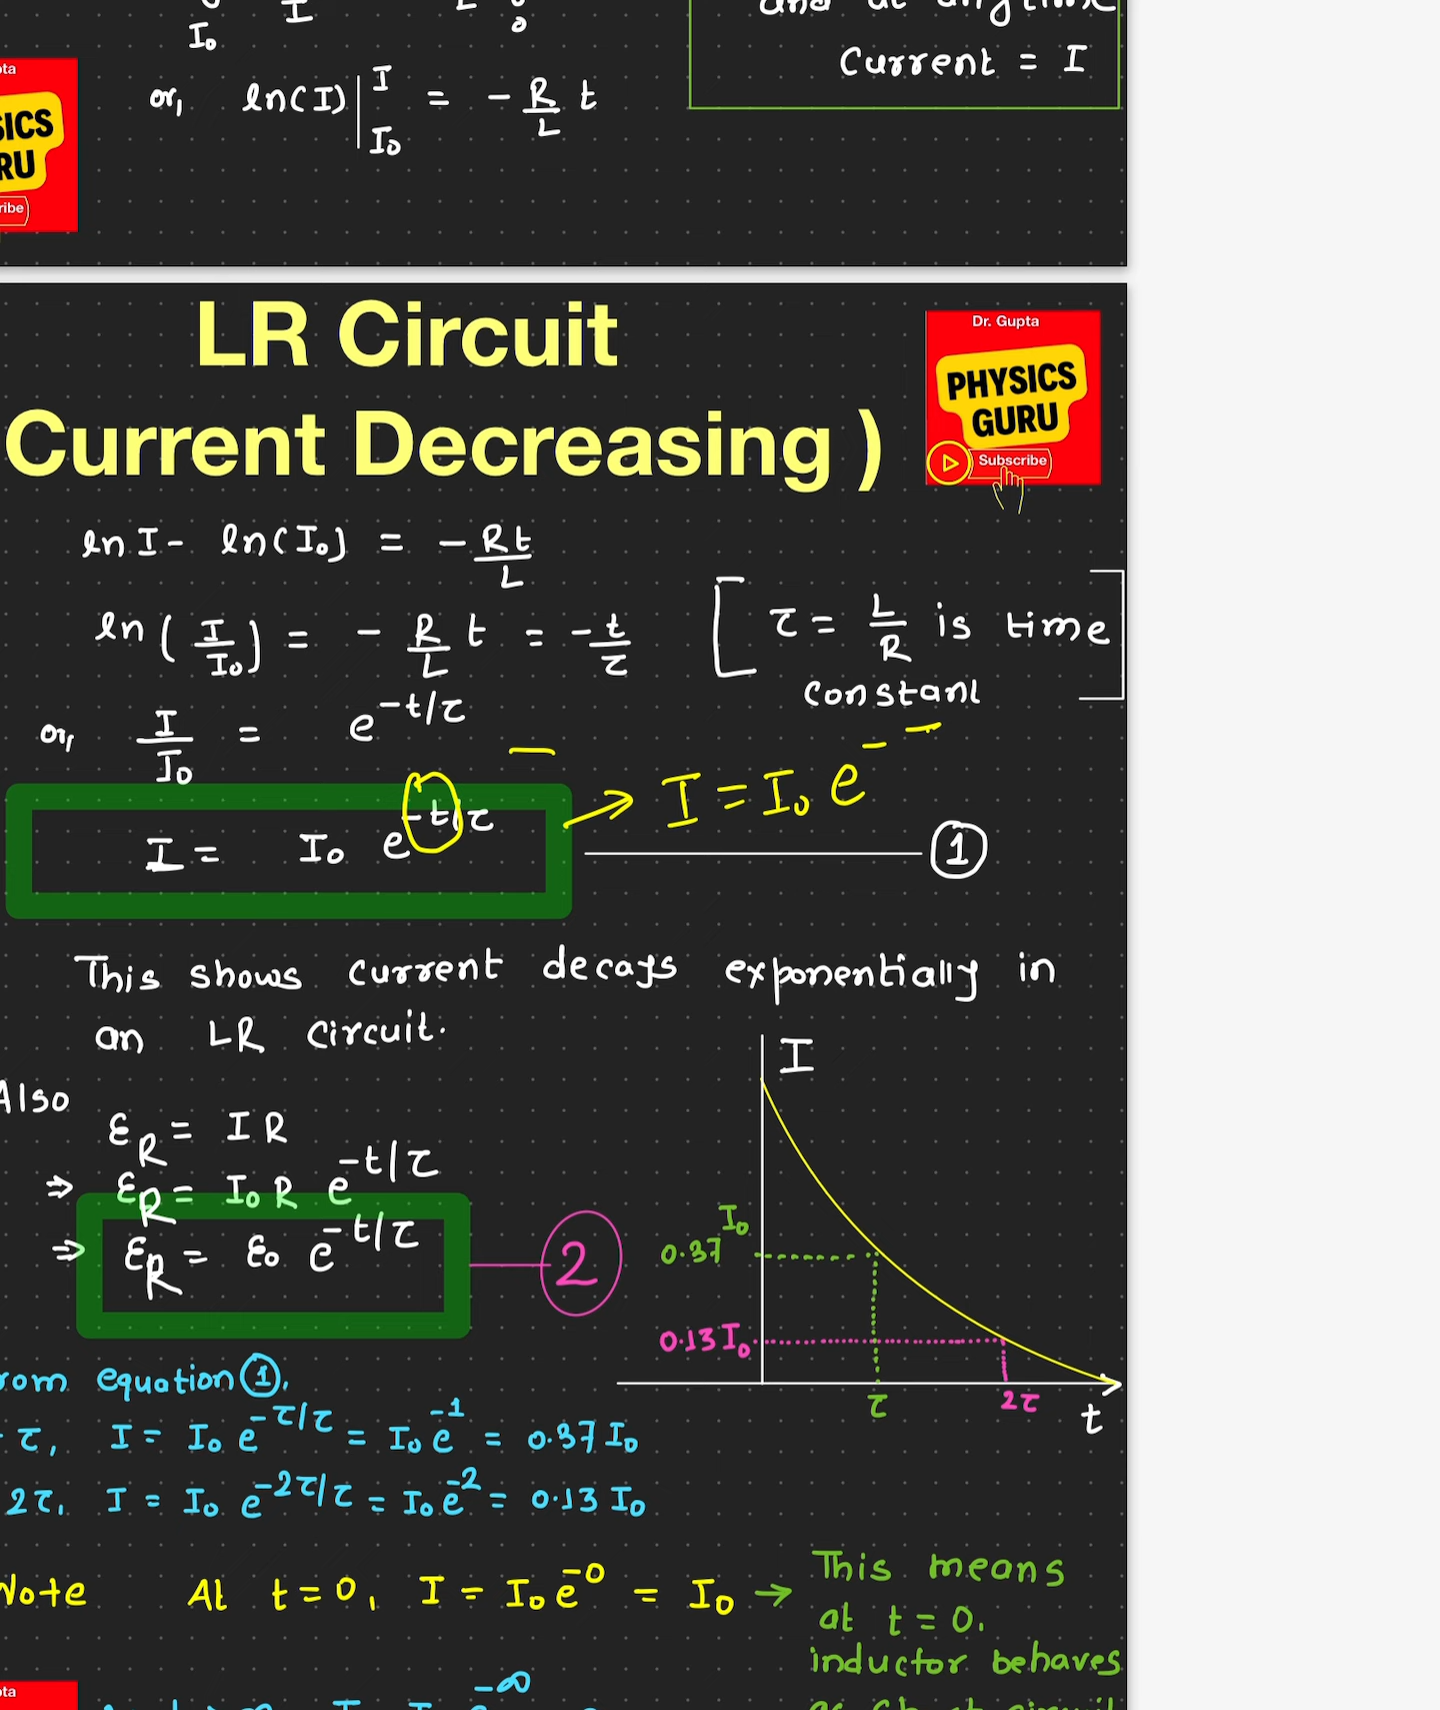 I₀
or, ln(I) |I I₀ = - R/L t
Current = I
SICS
RU
LR Circuit
Current Decreasing )
Dr. Gupta
PHYSICS
GURU
Subscribe
ln I - ln(I₀) = - Rt/L
ln (I/I₀) = - R/L t = - t/τ [ τ = L/R is time constant ]
or, I/I₀ = e^-t/τ
I = I₀ e^-t/τ → I = I₀ e^- - ①
This shows current decays exponentially in
an LR circuit.
Also
ε_R = IR
⇒ ε_R = I₀R e^-t/τ
⇒ ε_R = ε₀ e^-t/τ ②
I
0.37 I₀
0.13 I₀
τ
2τ
t
rom equation ①,
τ, I = I₀ e^-τ/τ = I₀ e^-1 = 0.37 I₀
2τ, I = I₀ e^-2τ/τ = I₀ e^-2 = 0.13 I₀
Note At t = 0, I = I₀ e^-0 = I₀ → This means
at t = 0,
inductor behaves
-∞